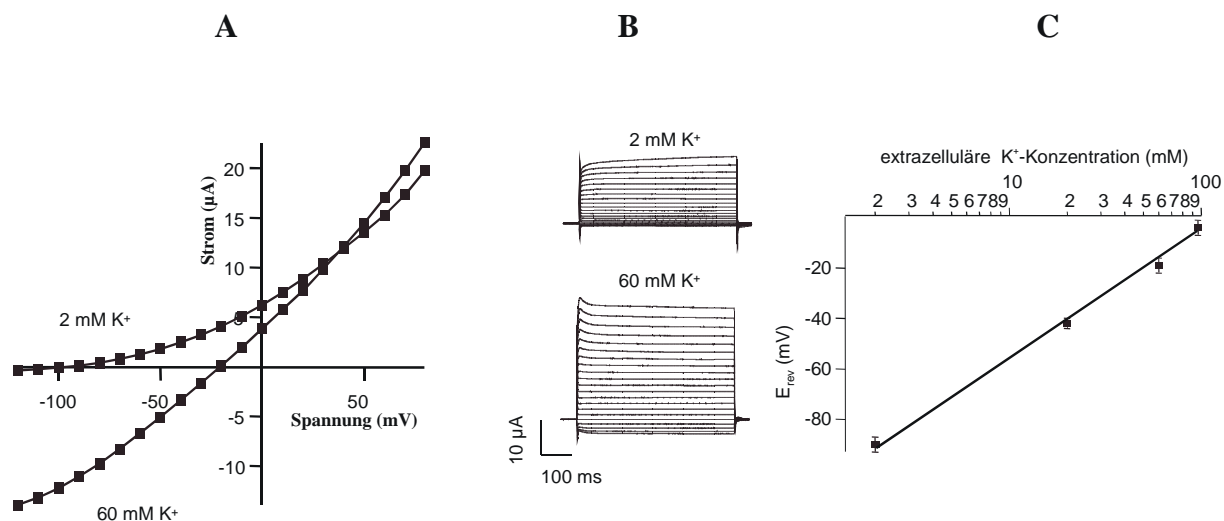 A
B
C
Strom (µA)
20
15
10
5
-5
-10
-100
-50
50
Spannung (mV)
2 mM K⁺
60 mM K⁺
2 mM K⁺
60 mM K⁺
10 µA
100 ms
extrazelluläre K⁺-Konzentration (mM)
10
100
2 3 4 5 6 7 8 9 2 3 4 5 6 7 8 9
-20
-40
-60
-80
E_rev (mV)